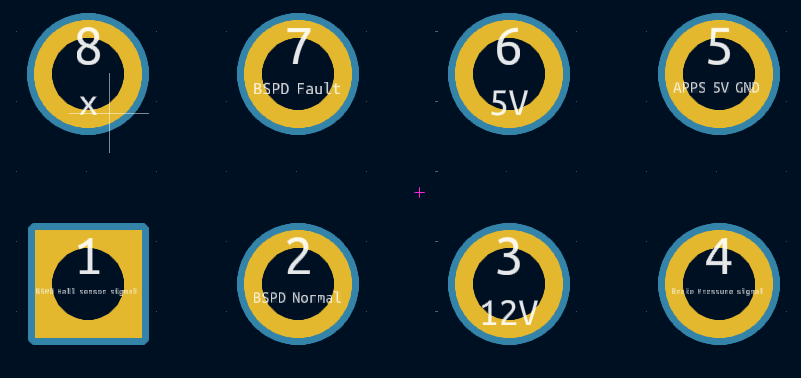 8 7 6 5
x BSPD Fault 5V APPS 5V GND
1 2 3 4
Hall sensor signal BSPD Normal 12V Brake Pressure signal